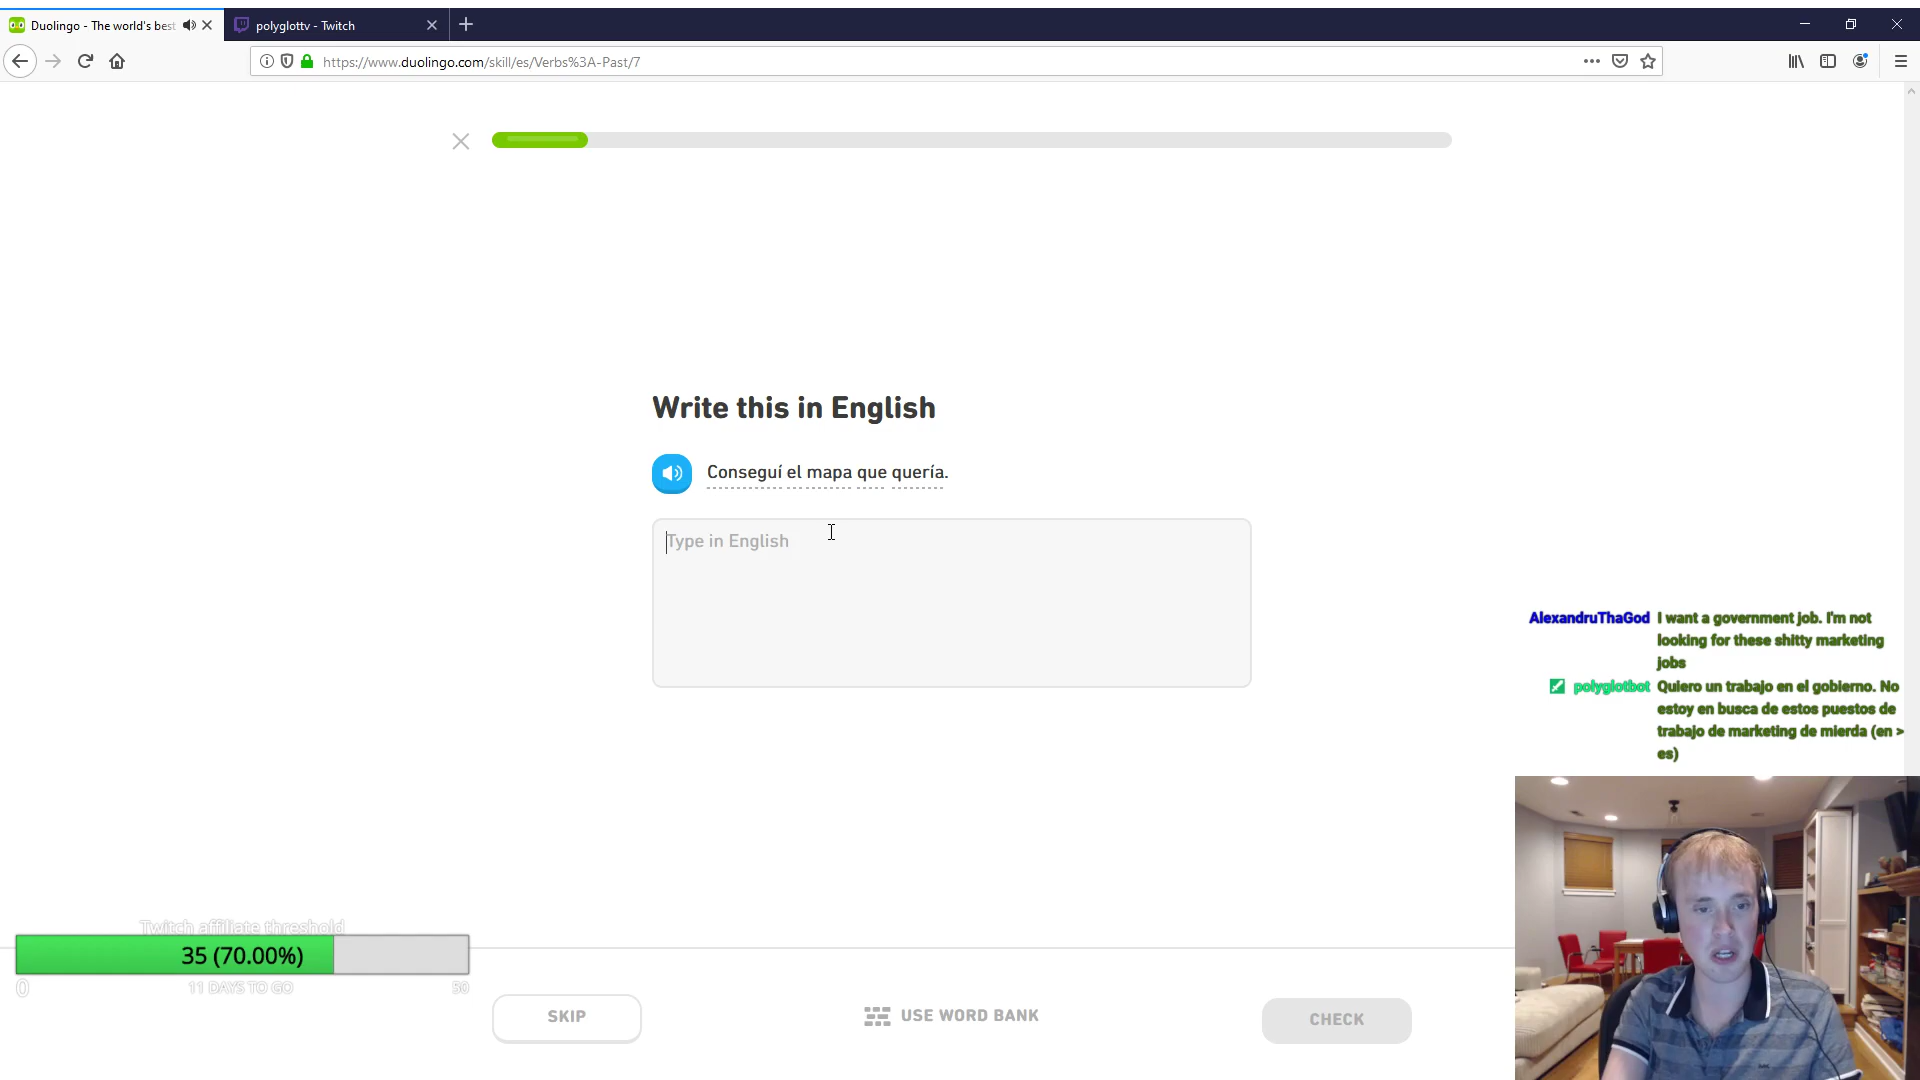 Duolingo - The world's best
polyglottv - Twitch
https://www.duolingo.com/skill/es/Verbs%3A-Past/7
Write this in English
Conseguí el mapa que quería.
Type in English
AlexandruThaGod I want a government job. I'm not
looking for these shitty marketing
jobs
polyglotbot Quiero un trabajo en el gobierno. No
estoy en busca de estos puestos de
trabajo de marketing de mierda (en >
es)
Twitch affiliate threshold
35 (70.00%)
0 11 DAYS TO GO 50
SKIP
USE WORD BANK
CHECK